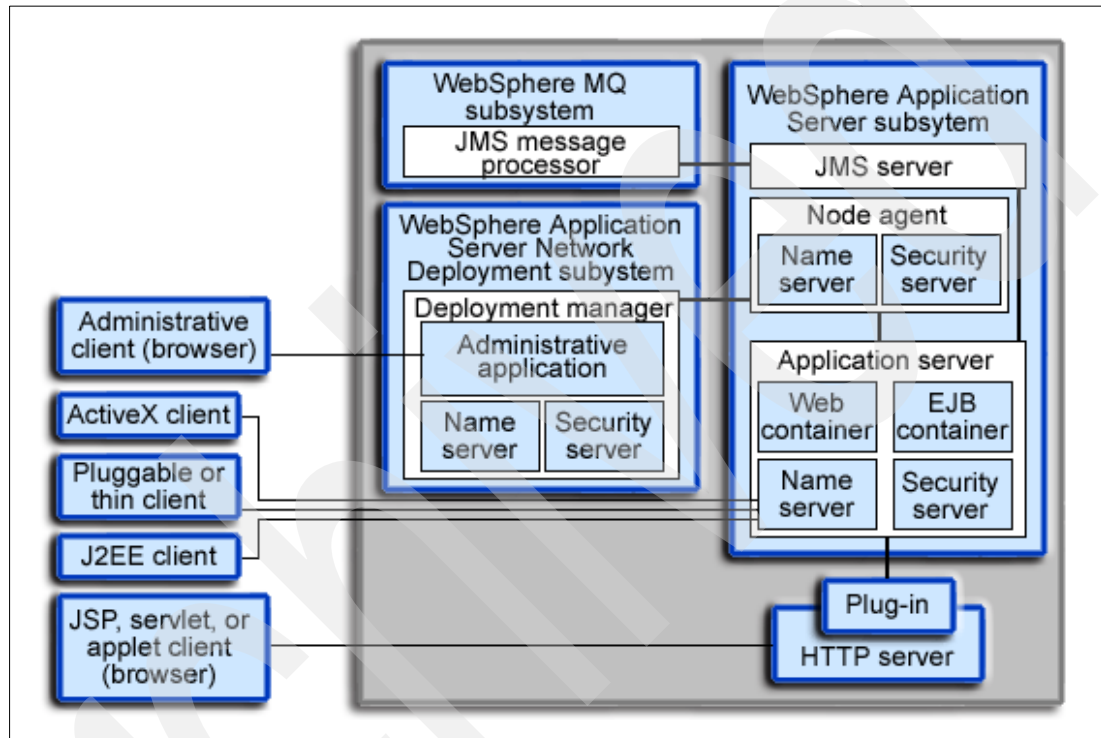 WebSphere MQ
subsystem
JMS message
processor
WebSphere Application
Server Network
Deployment subystem
Deployment manager
Administrative
application
Name
server
Security
server
WebSphere Application
Server subsytem
JMS server
Node agent
Name
server
Security
server
Application server
Web
container
EJB
container
Name
server
Security
server
Plug-in
HTTP server
Administrative
client (browser)
ActiveX client
Pluggable or
thin client
J2EE client
JSP, servlet, or
applet client
(browser)